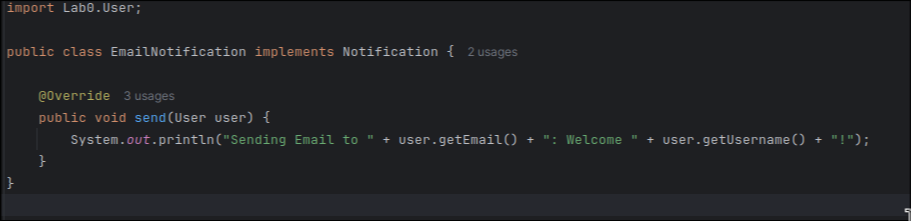 import Lab0.User;
public class EmailNotification implements Notification { 2 usages
@Override 3 usages
public void send(User user) {
System.out.println("Sending Email to " + user.getEmail() + ": Welcome " + user.getUsername() + "!");
}
}